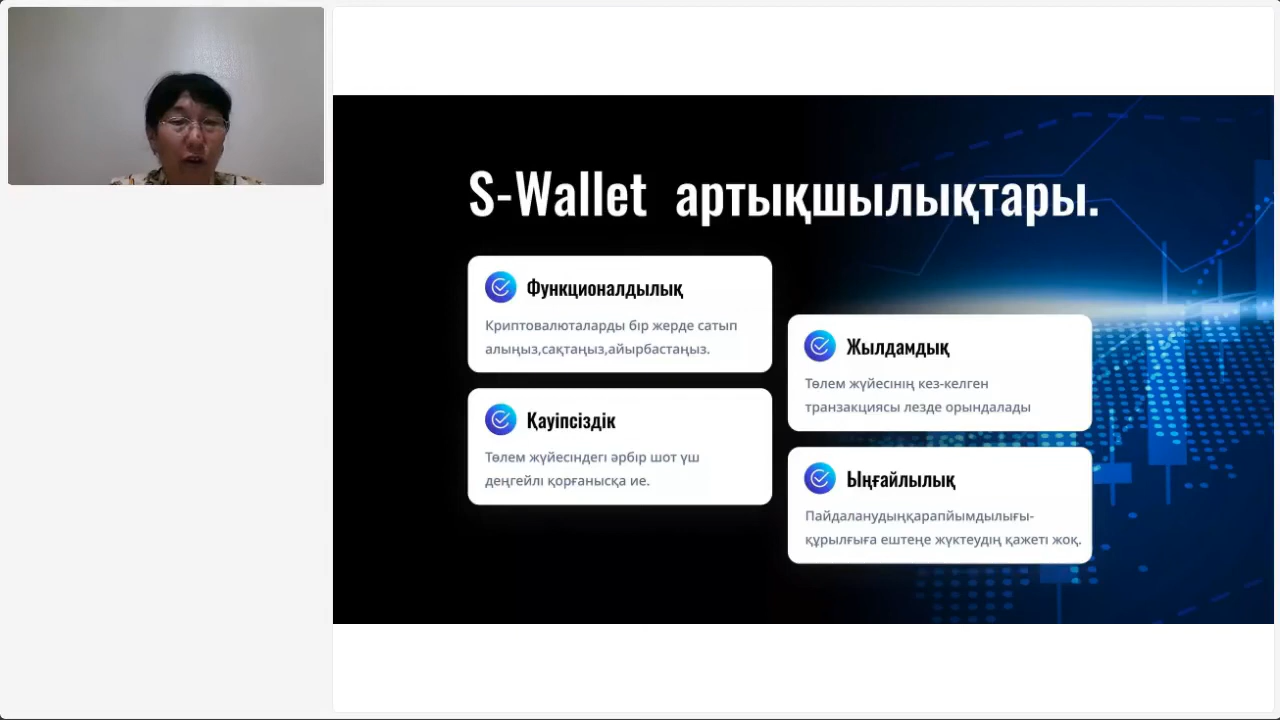 S-Wallet артықшылықтары.
Функционалдылық
Криптовалюталарды бір жерде сатып
алыңыз,сақтаңыз,айырбастаңыз.
Қауіпсіздік
Төлем жүйесіндегі әрбір шот үш
деңгейлі қорғанысқа ие.
Жылдамдық
Төлем жүйесінің кез-келген
транзакциясы лезде орындалады
Ыңғайлылық
Пайдаланудыңқарапйымдылығы-
құрылғыға ештеңе жүктеудің қажеті жоқ.